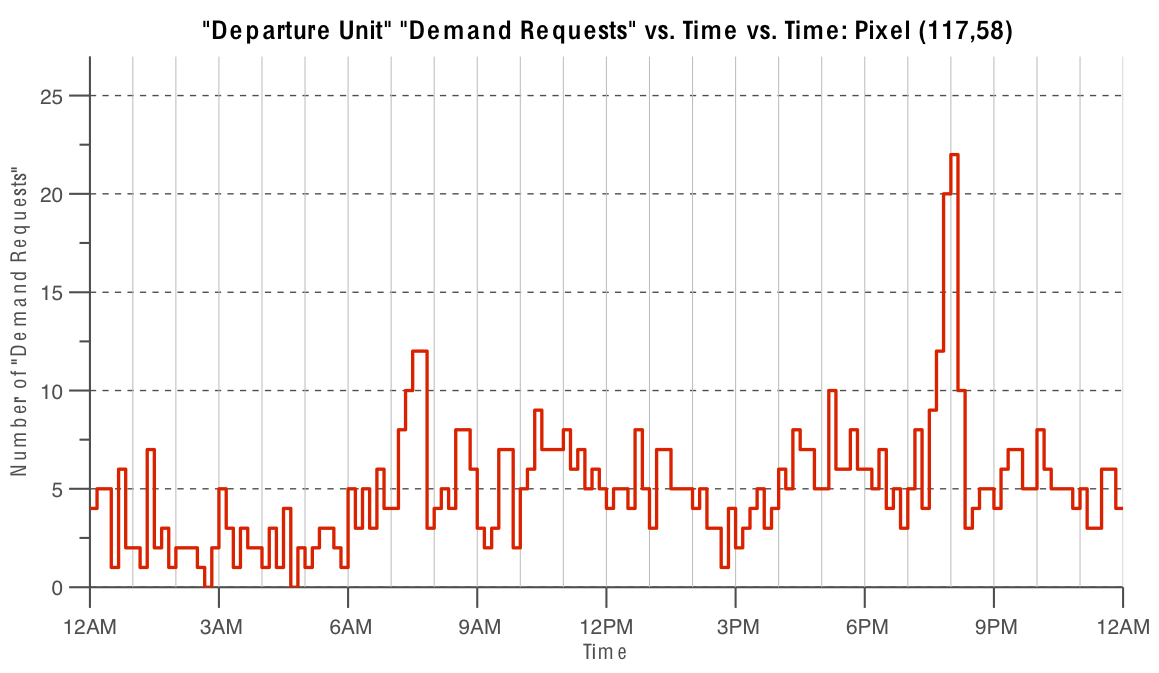 "Departure Unit" "Demand Requests" vs. Time vs. Time: Pixel (117,58)
Number of "Demand Requests"
25
20
15
10
5
0
12AM 3AM 6AM 9AM 12PM 3PM 6PM 9PM 12AM
Time